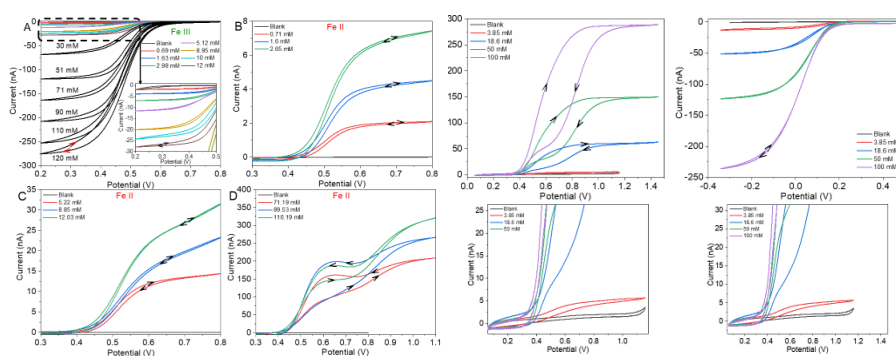 A
Fe III
Blank
0.69 mM
1.63 mM
2.98 mM
5.12 mM
8.95 mM
10 mM
12 mM
30 mM
51 mM
71 mM
90 mM
110 mM
120 mM
Current (nA)
Potential (V)
Current (nA)
Potential (V)
B
Fe II
Blank
0.71 mM
1.6 mM
2.65 mM
Current (nA)
Potential (V)
Blank
3.85 mM
18.6 mM
50 mM
100 mM
Current (nA)
Potential (V)
Blank
3.85 mM
18.6 mM
50 mM
100 mM
Current (nA)
Potential (V)
C
Fe II
Blank
5.22 mM
8.85 mM
12.03 mM
Current (nA)
Potential (V)
D
Fe II
Blank
71.19 mM
89.53 mM
110.19 mM
Current (nA)
Potential (V)
Blank
3.85 mM
18.6 mM
50 mM
Current (nA)
Potential (V)
Blank
3.85 mM
18.6 mM
50 mM
100 mM
Current (nA)
Potential (V)